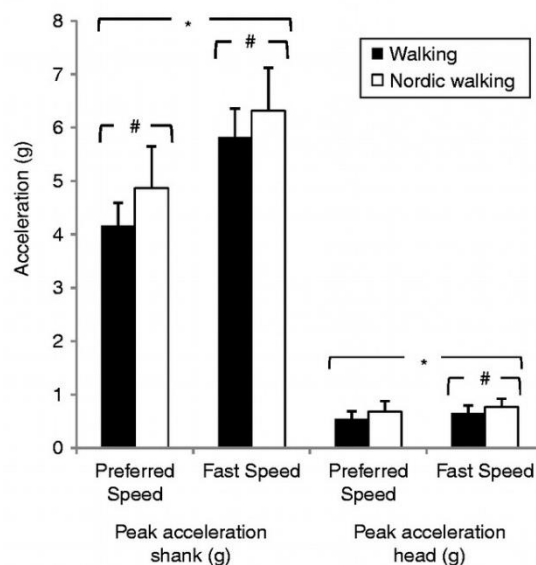 8
7
6
5
4
3
2
1
0
Acceleration (g)
*
#
#
*
#
Walking
Nordic walking
Preferred Speed
Fast Speed
Preferred Speed
Fast Speed
Peak acceleration
shank (g)
Peak acceleration
head (g)